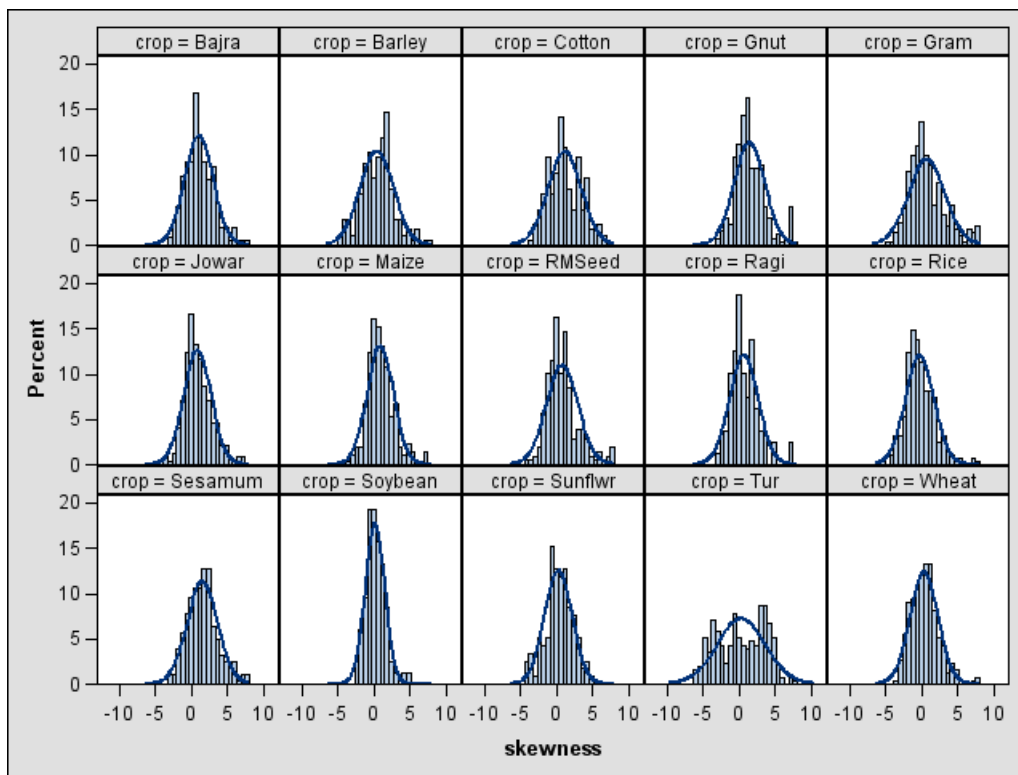 crop = Bajra crop = Barley crop = Cotton crop = Gnut crop = Gram
20
15
10
5
0
crop = Jowar crop = Maize crop = RMSeed crop = Ragi crop = Rice
20
15
10
5
0
Percent
crop = Sesamum crop = Soybean crop = Sunflwr crop = Tur crop = Wheat
20
15
10
5
0
-10 -5 0 5 10 -10 -5 0 5 10 -10 -5 0 5 10 -10 -5 0 5 10 -10 -5 0 5 10
skewness